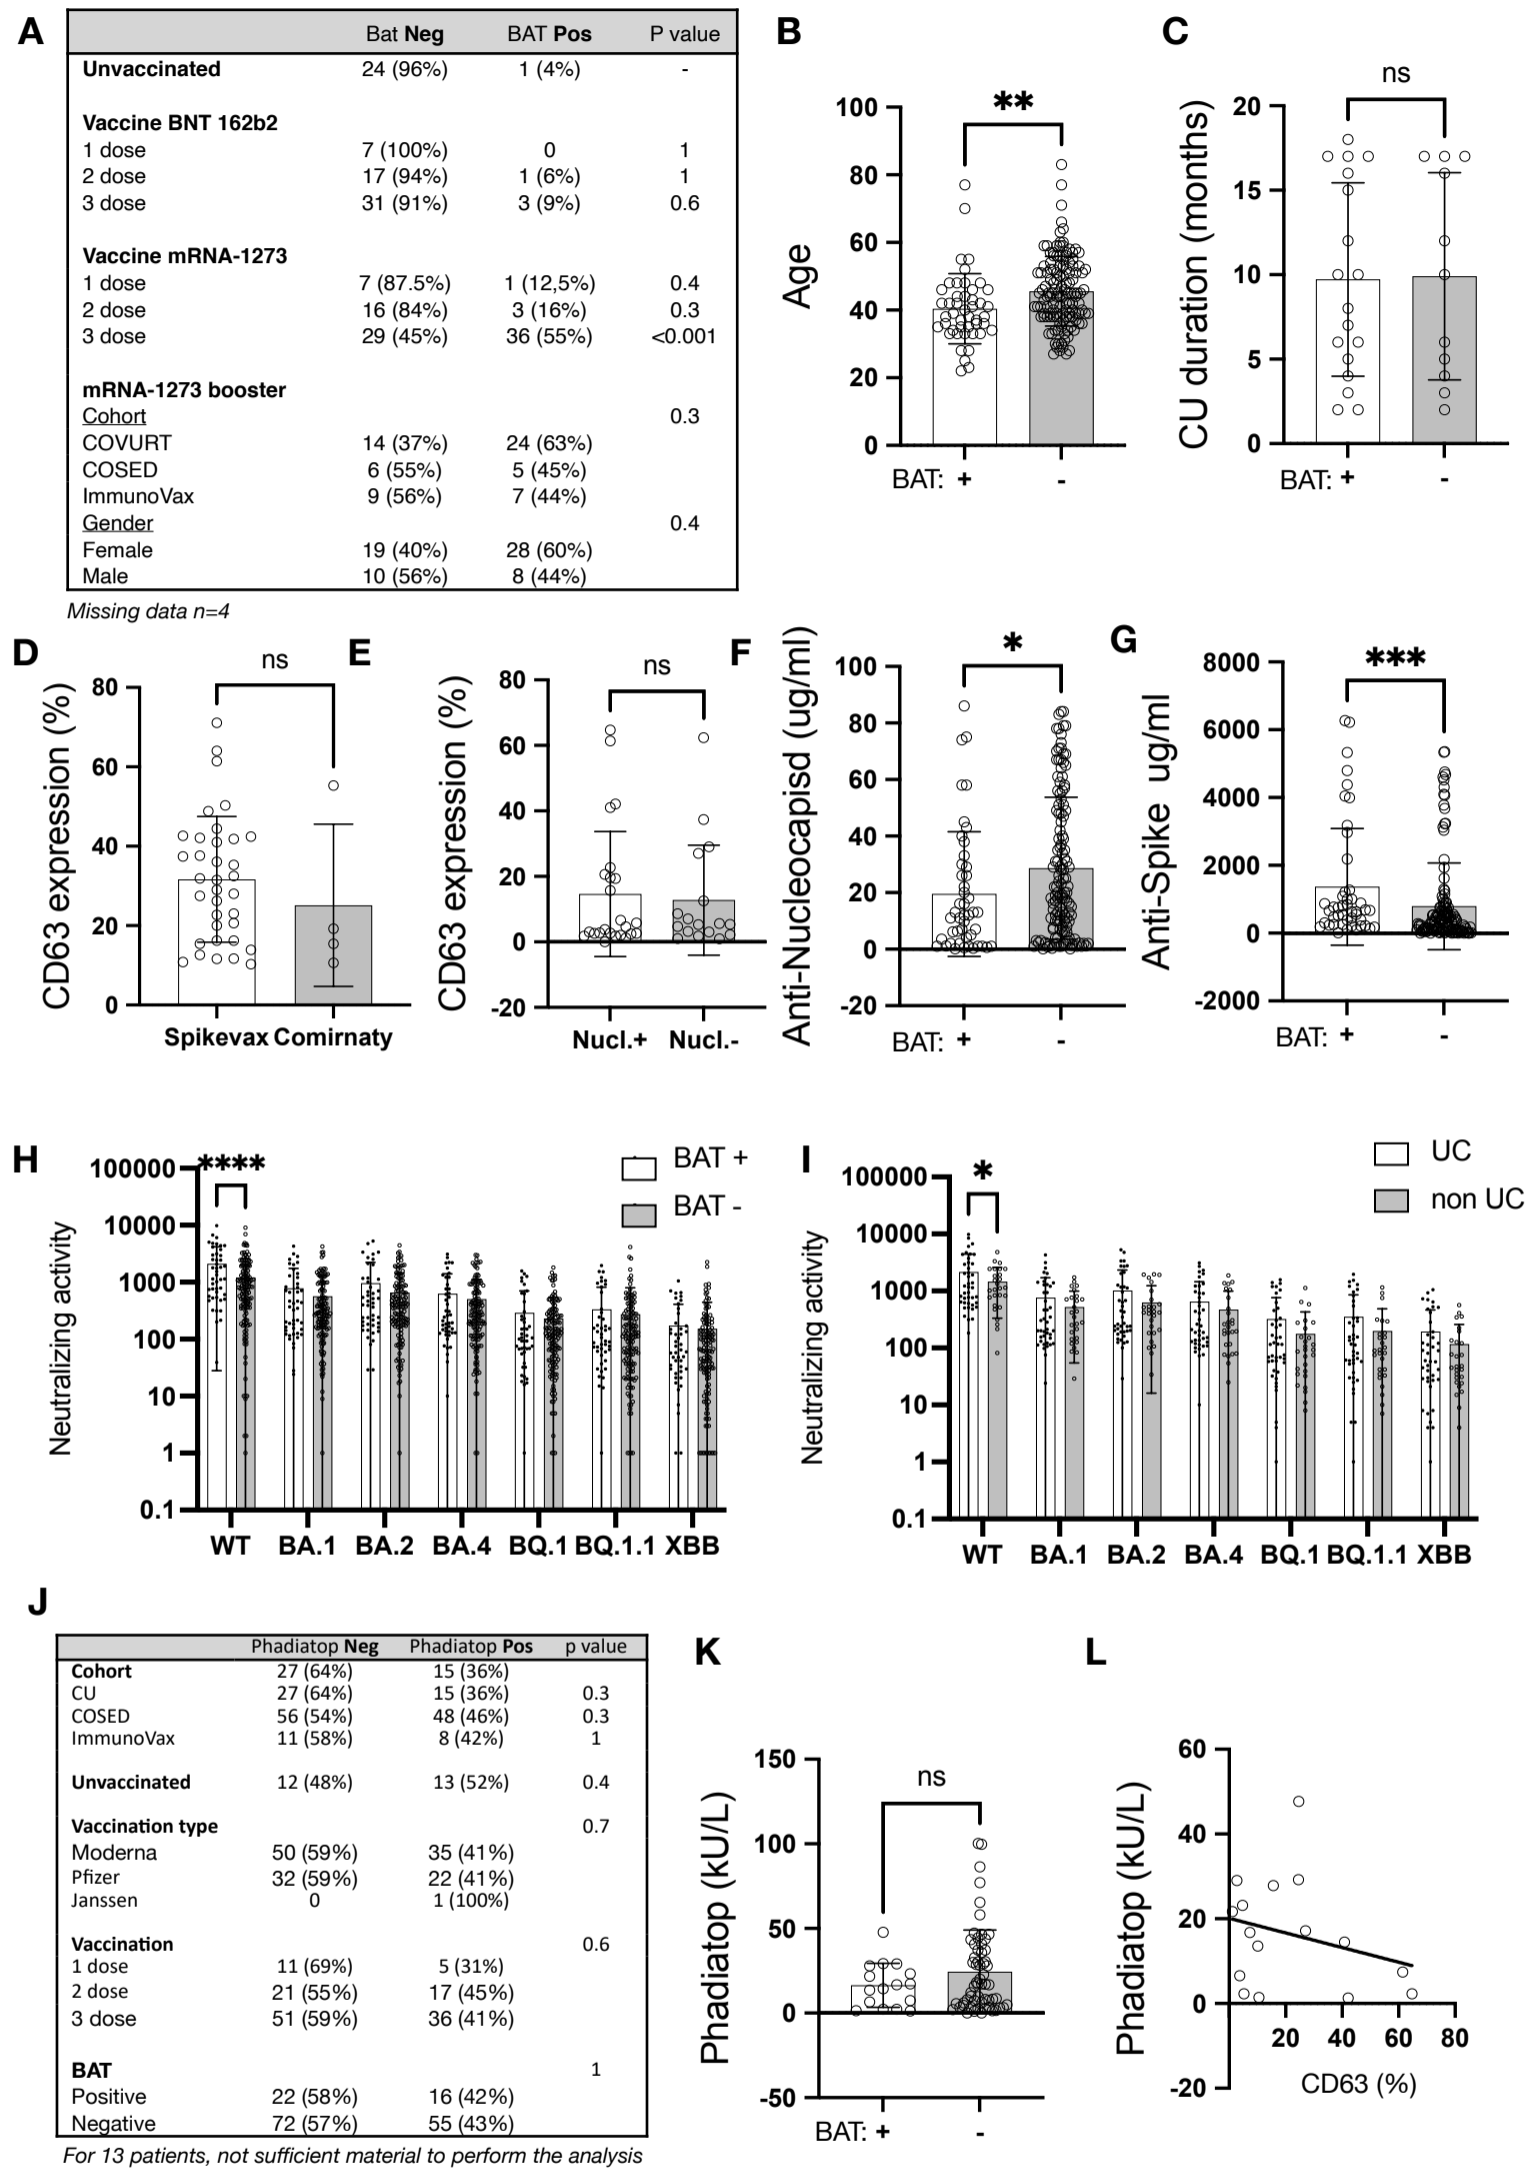 A
Bat Neg BAT Pos P value
Unvaccinated 24 (96%) 1 (4%) -
Vaccine BNT 162b2
1 dose 7 (100%) 0 1
2 dose 17 (94%) 1 (6%) 1
3 dose 31 (91%) 3 (9%) 0.6
Vaccine mRNA-1273
1 dose 7 (87.5%) 1 (12,5%) 0.4
2 dose 16 (84%) 3 (16%) 0.3
3 dose 29 (45%) 36 (55%) <0.001
mRNA-1273 booster
Cohort 0.3
COVURT 14 (37%) 24 (63%)
COSED 6 (55%) 5 (45%)
ImmunoVax 9 (56%) 7 (44%)
Gender 0.4
Female 19 (40%) 28 (60%)
Male 10 (56%) 8 (44%)
Missing data n=4
B
**
Age
100
80
60
40
20
0
BAT: + -
C
ns
CU duration (months)
20
15
10
5
0
BAT: + -
D
ns
CD63 expression (%)
80
60
40
20
0
Spikevax Comirnaty
E
ns
CD63 expression (%)
80
60
40
20
0
-20
Nucl.+ Nucl.-
F
*
Anti-Nucleocapisd (ug/ml)
100
80
60
40
20
0
-20
BAT: + -
G
***
Anti-Spike ug/ml
8000
6000
4000
2000
0
-2000
BAT: + -
H
****
BAT +
BAT -
Neutralizing activity
100000
10000
1000
100
10
1
0.1
WT BA.1 BA.2 BA.4 BQ.1 BQ.1.1 XBB
I
*
UC
non UC
Neutralizing activity
100000
10000
1000
100
10
1
0.1
WT BA.1 BA.2 BA.4 BQ.1 BQ.1.1 XBB
J
Phadiatop Neg Phadiatop Pos p value
Cohort 27 (64%) 15 (36%)
CU 27 (64%) 15 (36%) 0.3
COSED 56 (54%) 48 (46%) 0.3
ImmunoVax 11 (58%) 8 (42%) 1
Unvaccinated 12 (48%) 13 (52%) 0.4
Vaccination type 0.7
Moderna 50 (59%) 35 (41%)
Pfizer 32 (59%) 22 (41%)
Janssen 0 1 (100%)
Vaccination 0.6
1 dose 11 (69%) 5 (31%)
2 dose 21 (55%) 17 (45%)
3 dose 51 (59%) 36 (41%)
BAT 1
Positive 22 (58%) 16 (42%)
Negative 72 (57%) 55 (43%)
For 13 patients, not sufficient material to perform the analysis
K
ns
Phadiatop (kU/L)
150
100
50
0
-50
BAT: + -
L
Phadiatop (kU/L)
60
40
20
0
-20
20 40 60 80
CD63 (%)